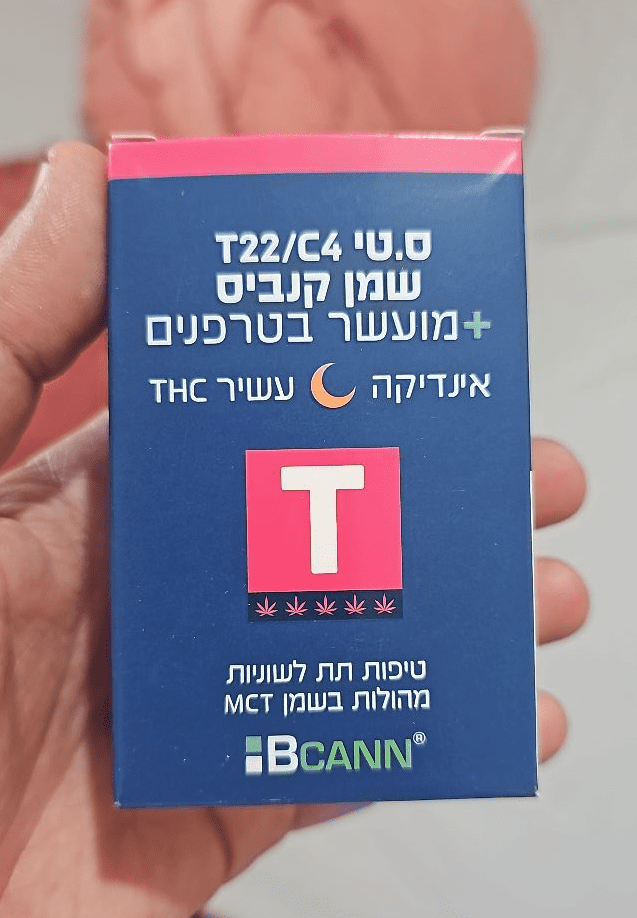 ס.טי T22/C4
שמן קנביס
+מועשר בטרפנים
אינדיקה עשיר THC
T
טיפות תת לשוניות
מהולות בשמן MCT
BCANN®